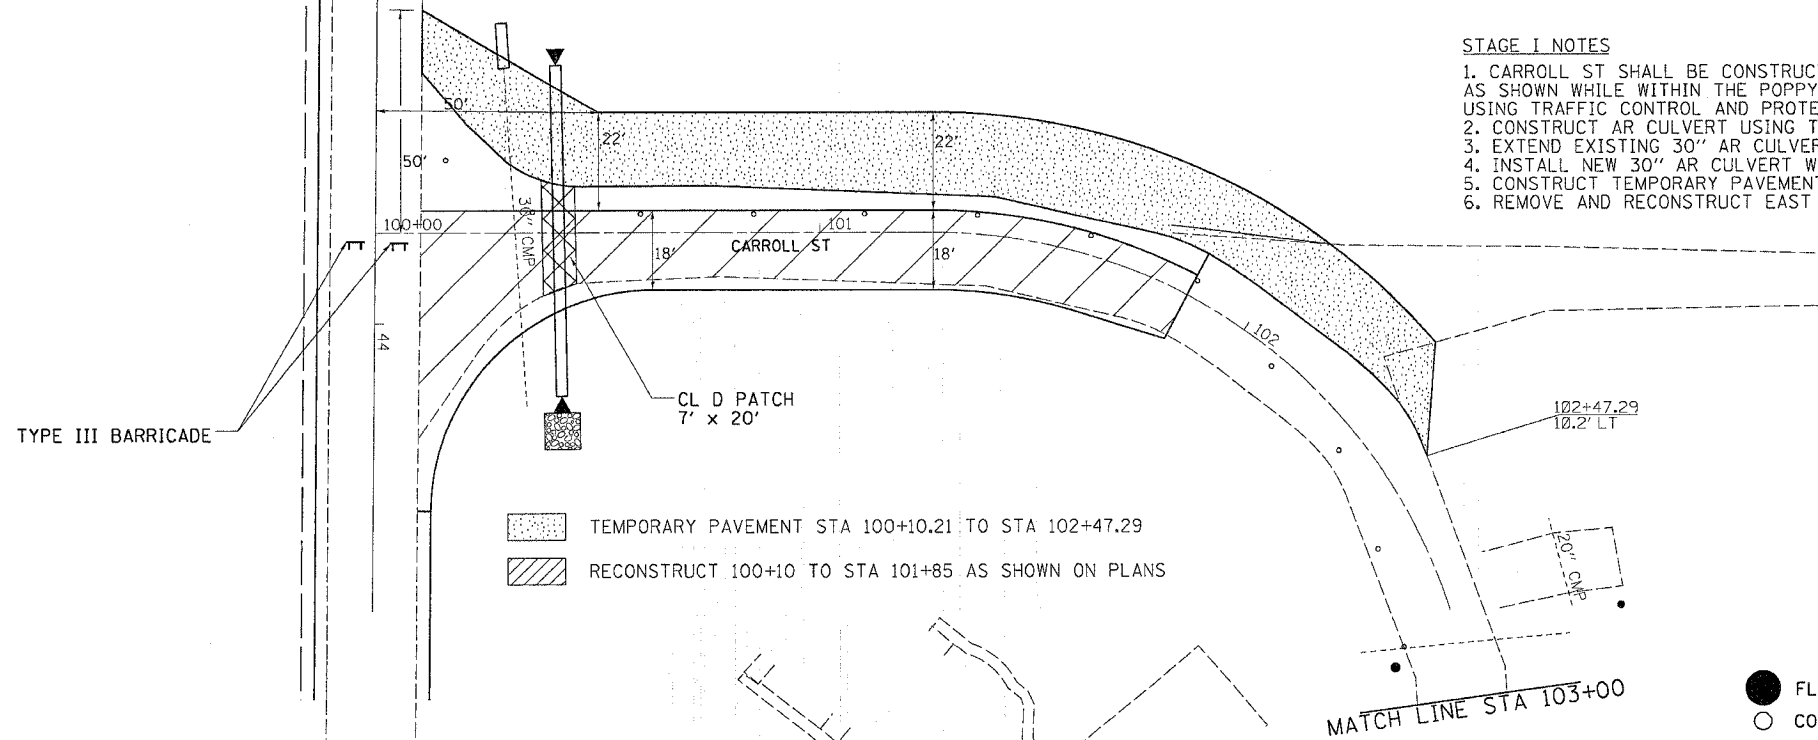 STAGE I NOTES
1. CARROLL ST SHALL BE CONSTRUC
AS SHOWN WHILE WITHIN THE POPPY
USING TRAFFIC CONTROL AND PROTE
2. CONSTRUCT AR CULVERT USING T
3. EXTEND EXISTING 30" AR CULVER
4. INSTALL NEW 30" AR CULVERT W
5. CONSTRUCT TEMPORARY PAVEMENT
6. REMOVE AND RECONSTRUCT EAST
50'
22'
22'
50'
30" CMP
100+00
101
CARROLL ST
18'
18'
44
102
CL D PATCH
7' x 20'
TYPE III BARRICADE
102+47.29
10.2' LT
TEMPORARY PAVEMENT STA 100+10.21 TO STA 102+47.29
RECONSTRUCT 100+10 TO STA 101+85 AS SHOWN ON PLANS
20" CMP
MATCH LINE STA 103+00
FL
CO